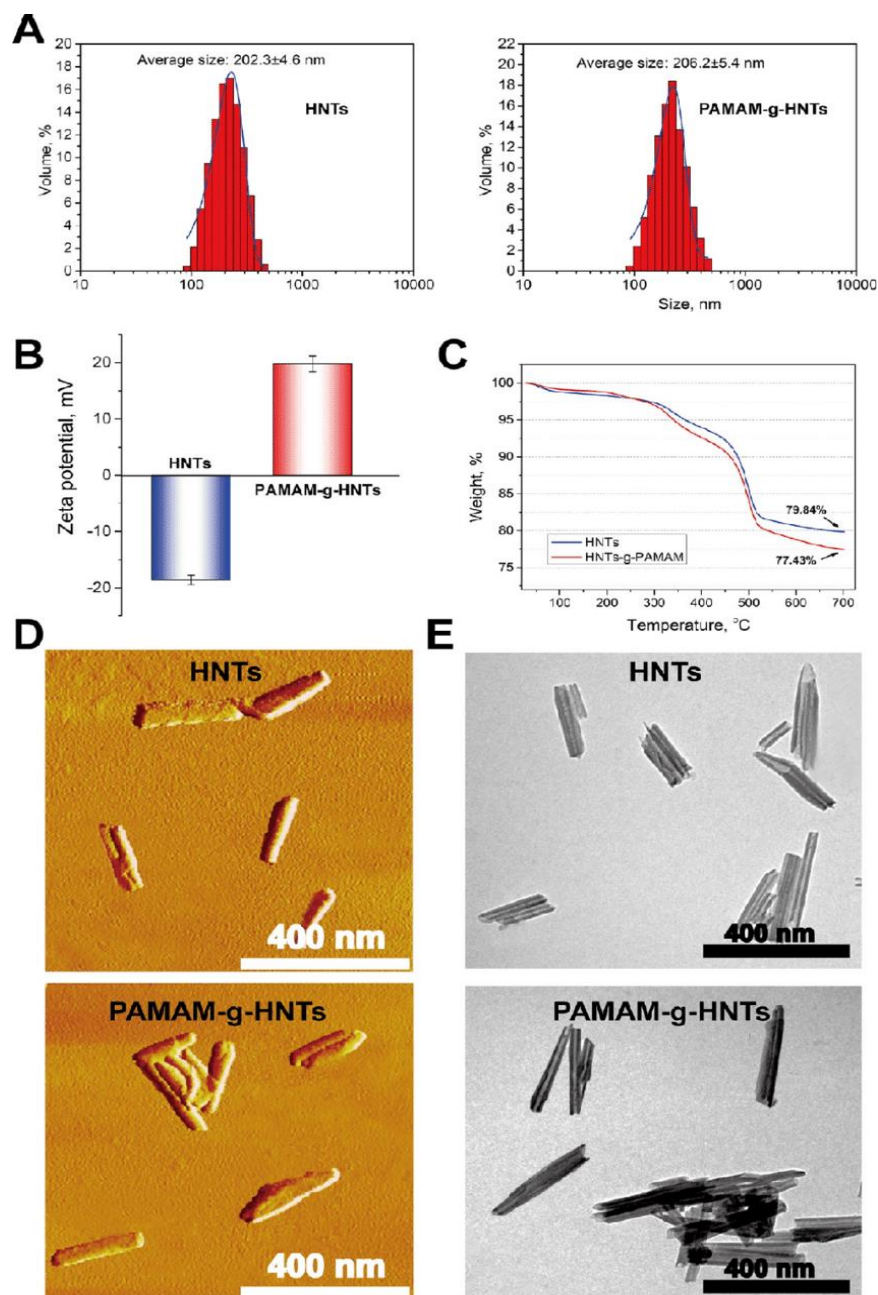 A
Average size: 202.3±4.6 nm
HNTs
Volume, %
20
18
16
14
12
10
8
6
4
2
0
10
100
1000
10000
Average size: 206.2±5.4 nm
PAMAM-g-HNTs
Volume, %
22
20
18
16
14
12
10
8
6
4
2
0
10
100
1000
10000
Size, nm
B
Zeta potential, mV
20
10
0
-10
-20
HNTs
PAMAM-g-HNTs
C
Weight, %
100
95
90
85
80
75
79.84%
77.43%
HNTs
HNTs-g-PAMAM
100
200
300
400
500
600
700
Temperature, °C
D
HNTs
400 nm
PAMAM-g-HNTs
400 nm
E
HNTs
400 nm
PAMAM-g-HNTs
400 nm